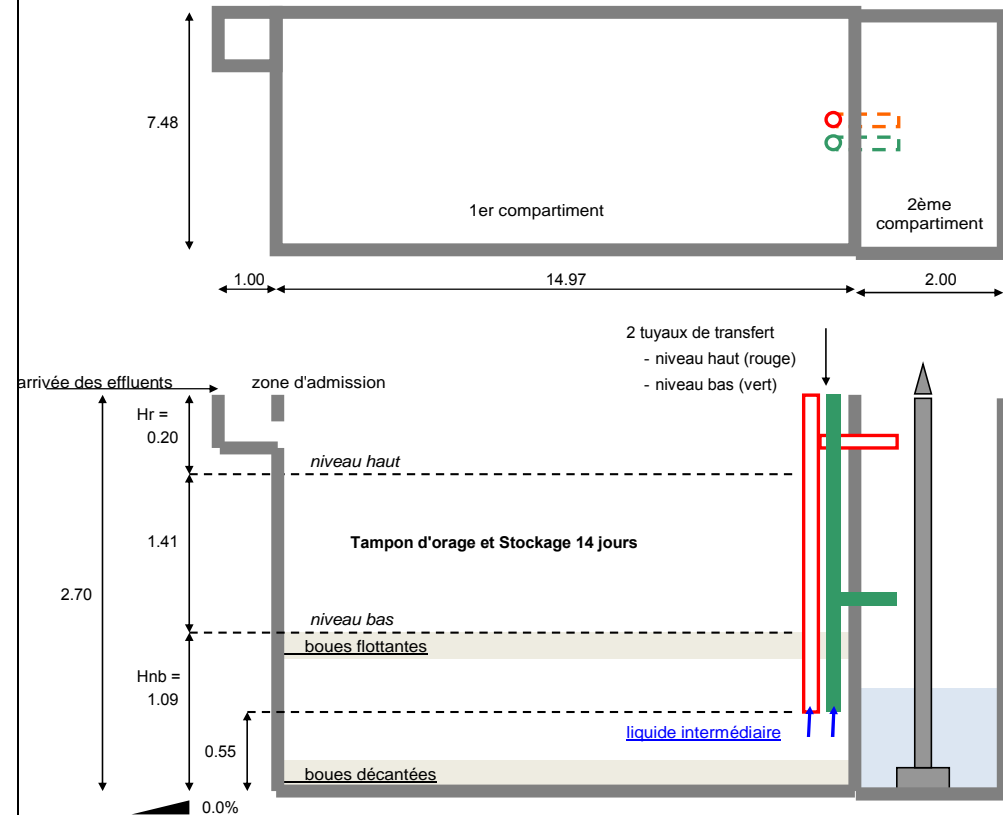 7.48
1er compartiment
2ème
compartiment
1.00
14.97
2.00
2 tuyaux de transfert
- niveau haut (rouge)
- niveau bas (vert)
arrivée des effluents
zone d'admission
Hr =
0.20
niveau haut
1.41
Tampon d'orage et Stockage 14 jours
2.70
niveau bas
boues flottantes
Hnb =
1.09
liquide intermédiaire
0.55
boues décantées
0.0%